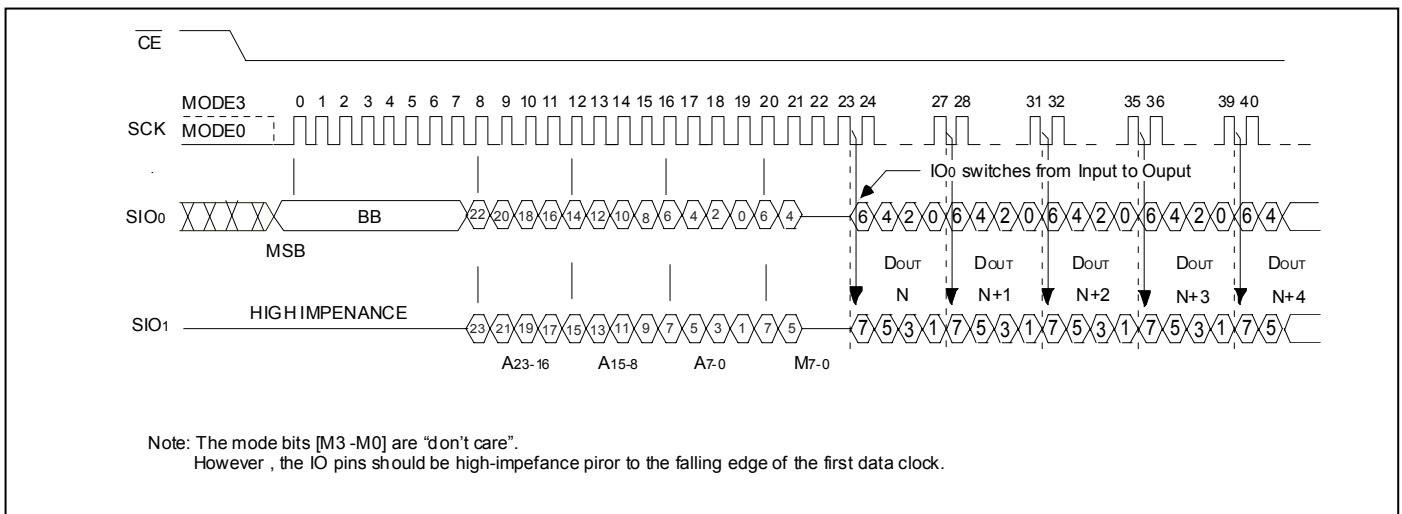 CE
MODE3 0 1 2 3 4 5 6 7 8 9 10 11 12 13 14 15 16 17 18 19 20 21 22 23 24 27 28 31 32 35 36 39 40
SCK MODE0
IO0 switches from Input to Ouput
SIO0 BB 22 20 18 16 14 12 10 8 6 4 2 0 6 4 6 4 2 0 6 4 2 0 6 4 2 0 6 4 2 0 6 4
MSB
DOUT DOUT DOUT DOUT DOUT
N N+1 N+2 N+3 N+4
HIGH IMPENANCE
SIO1 23 21 19 17 15 13 11 9 7 5 3 1 7 5 7 5 3 1 7 5 3 1 7 5 3 1 7 5 3 1 7 5
A23-16 A15-8 A7-0 M7-0
Note: The mode bits [M3 -M0] are “don't care”.
However , the IO pins should be high-impefance piror to the falling edge of the first data clock.